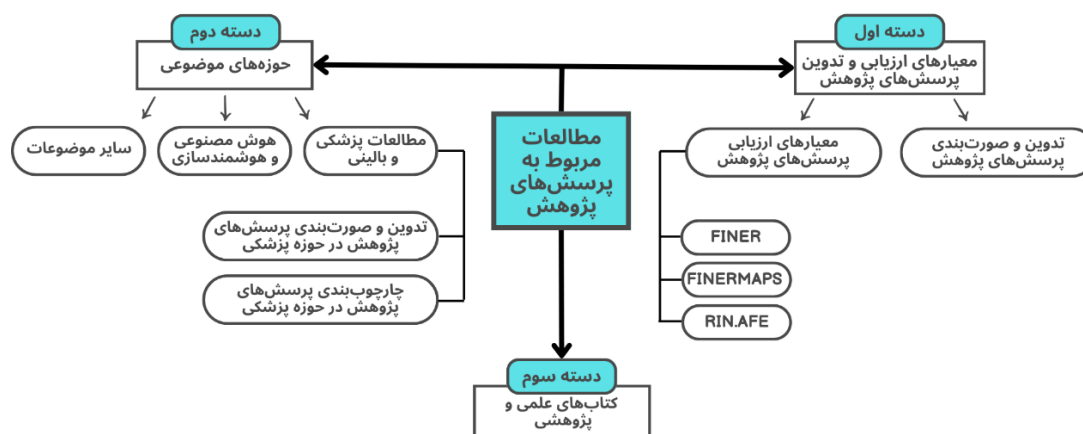 دسته اول
معیارهای ارزیابی و تدوین
پرسش‌های پژوهش
دسته دوم
حوزه‌های موضوعی
تدوین و صورت‌بندی
پرسش‌های پژوهش
معیارهای ارزیابی
پرسش‌های پژوهش
FINER
FINERMAPS
RIN.AFE
مطالعات
مربوط به
پرسش‌های
پژوهش
مطالعات پزشکی
و بالینی
هوش مصنوعی
و هوشمندسازی
سایر موضوعات
تدوین و صورت‌بندی پرسش‌های
پژوهش در حوزه پزشکی
چارچوب‌بندی پرسش‌های
پژوهش در حوزه پزشکی
دسته سوم
کتاب‌های علمی و
پژوهشی